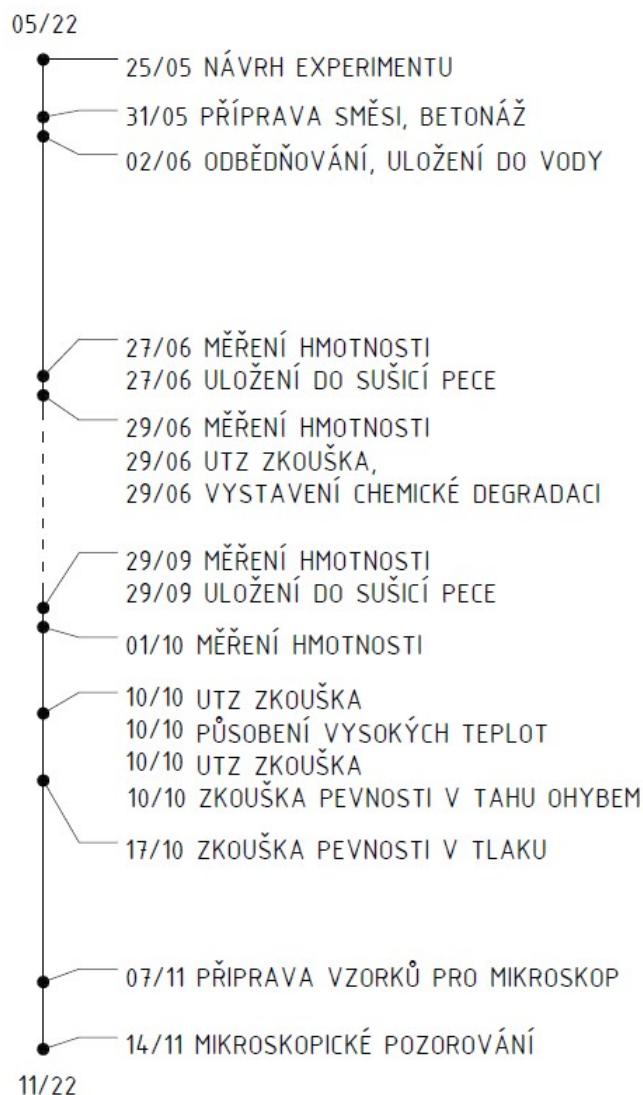 05/22
25/05 NÁVRH EXPERIMENTU
31/05 PŘÍPRAVA SMĚSI, BETONÁŽ
02/06 ODBĚDŇOVÁNÍ, ULOŽENÍ DO VODY
27/06 MĚŘENÍ HMOTNOSTI
27/06 ULOŽENÍ DO SUŠICÍ PECE
29/06 MĚŘENÍ HMOTNOSTI
29/06 UTZ ZKOUŠKA,
29/06 VYSTAVENÍ CHEMICKÉ DEGRADACI
29/09 MĚŘENÍ HMOTNOSTI
29/09 ULOŽENÍ DO SUŠICÍ PECE
01/10 MĚŘENÍ HMOTNOSTI
10/10 UTZ ZKOUŠKA
10/10 PŮSOBENÍ VYSOKÝCH TEPLOT
10/10 UTZ ZKOUŠKA
10/10 ZKOUŠKA PEVNOSTI V TAHU OHYBEM
17/10 ZKOUŠKA PEVNOSTI V TLAKU
07/11 PŘIPRAVA VZORKŮ PRO MIKROSKOP
14/11 MIKROSKOPICKÉ POZOROVÁNÍ
11/22